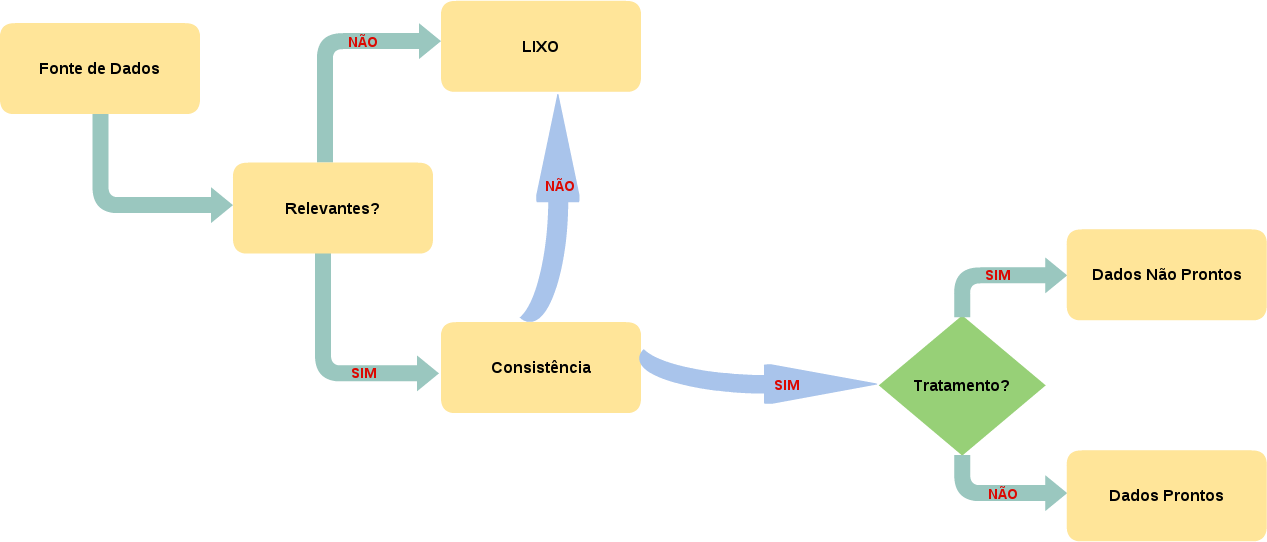 LIXO
NÃO
Fonte de Dados
NÃO
Relevantes?
SIM
Dados Não Prontos
Consistência
SIM
SIM
Tratamento?
NÃO
Dados Prontos